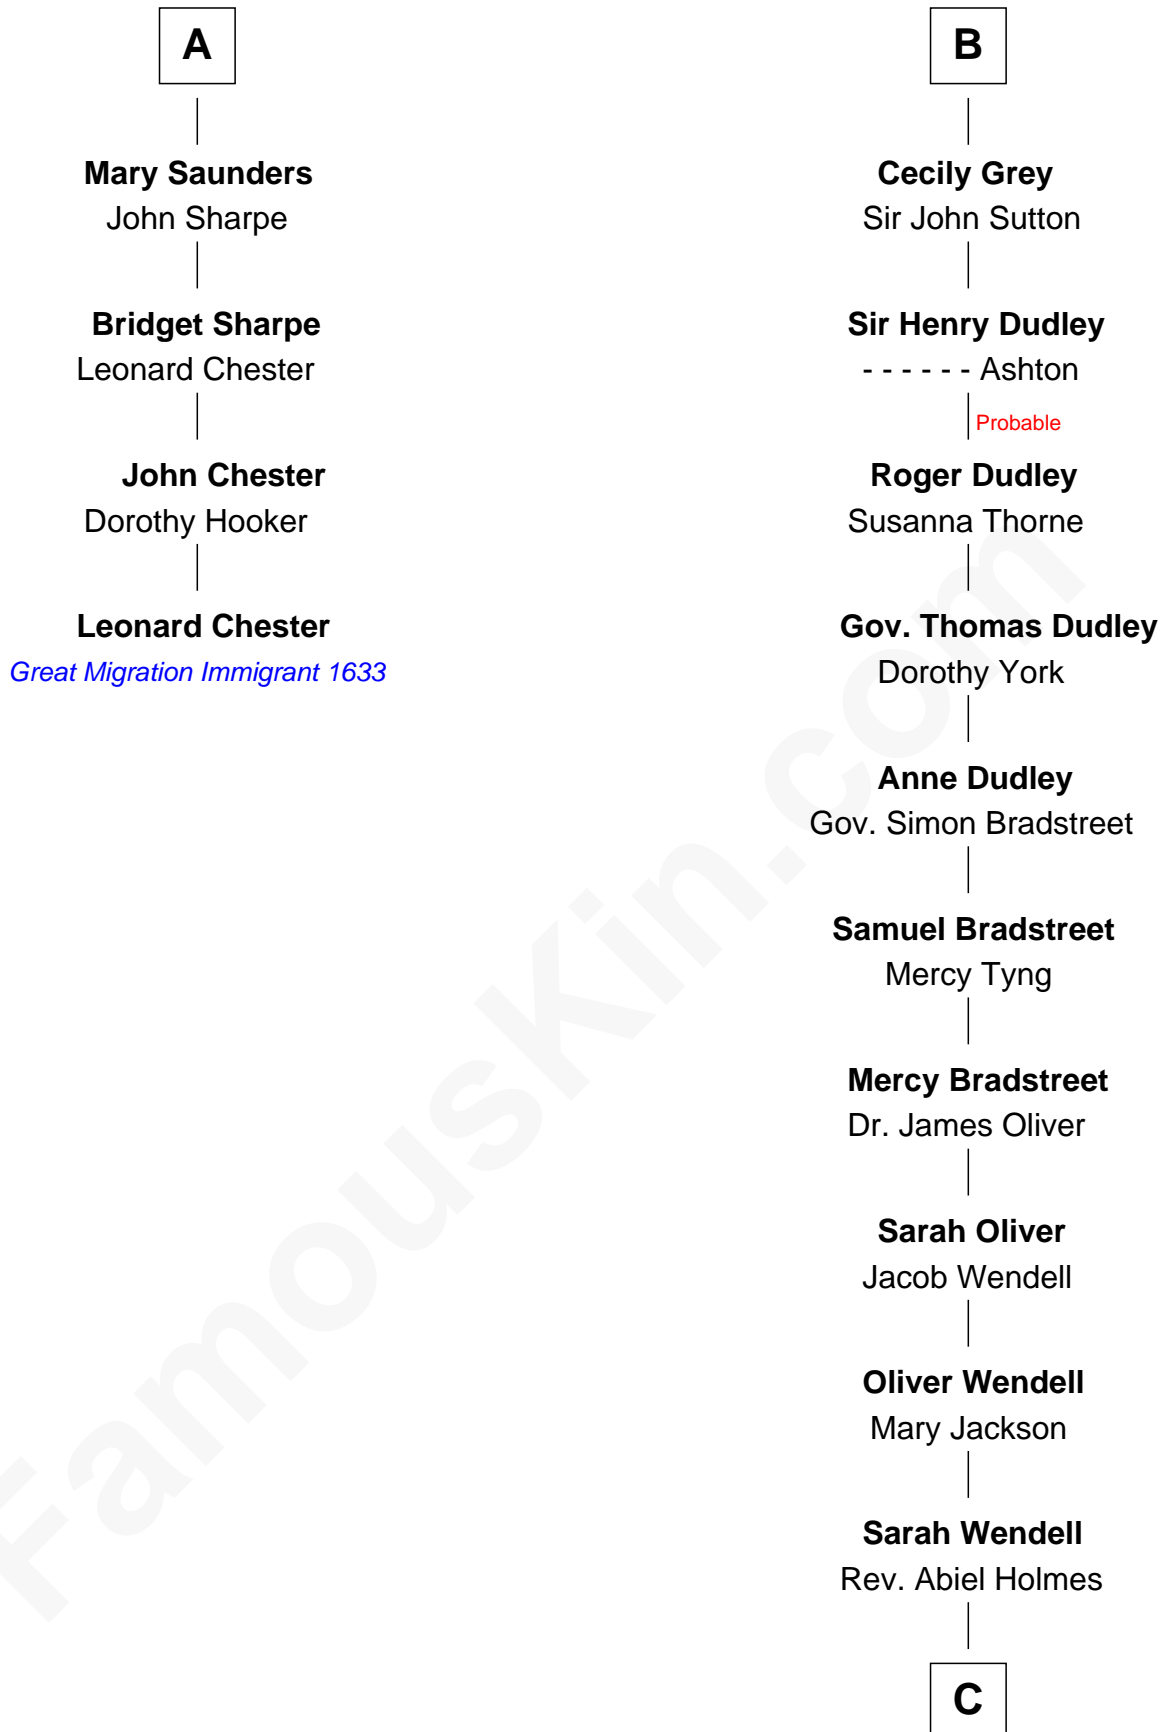 A
Mary Saunders
John Sharpe
Bridget Sharpe
Leonard Chester
John Chester
Dorothy Hooker
Leonard Chester
Great Migration Immigrant 1633
B
Cecily Grey
Sir John Sutton
Sir Henry Dudley
- - - - - - Ashton
Probable
Roger Dudley
Susanna Thorne
Gov. Thomas Dudley
Dorothy York
Anne Dudley
Gov. Simon Bradstreet
Samuel Bradstreet
Mercy Tyng
Mercy Bradstreet
Dr. James Oliver
Sarah Oliver
Jacob Wendell
Oliver Wendell
Mary Jackson
Sarah Wendell
Rev. Abiel Holmes
C
FamousKin.com